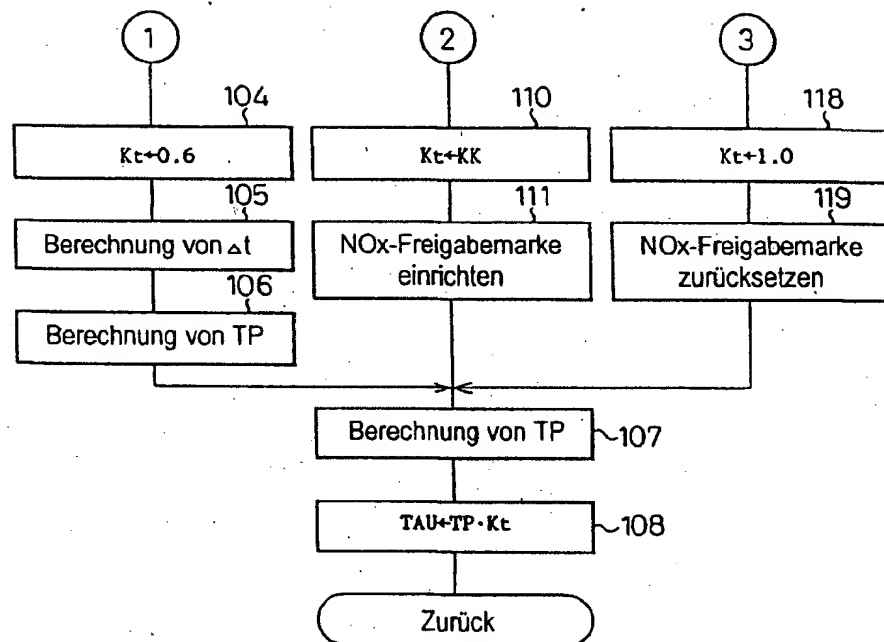 1
2
3
104
110
118
Kt←0.6
Kt←KK
Kt←1.0
105
111
119
Berechnung von △t
NOx-Freigabemarke
einrichten
NOx-Freigabemarke
zurücksetzen
106
Berechnung von TP
Berechnung von TP
107
TAU←TP·Kt
108
Zurück